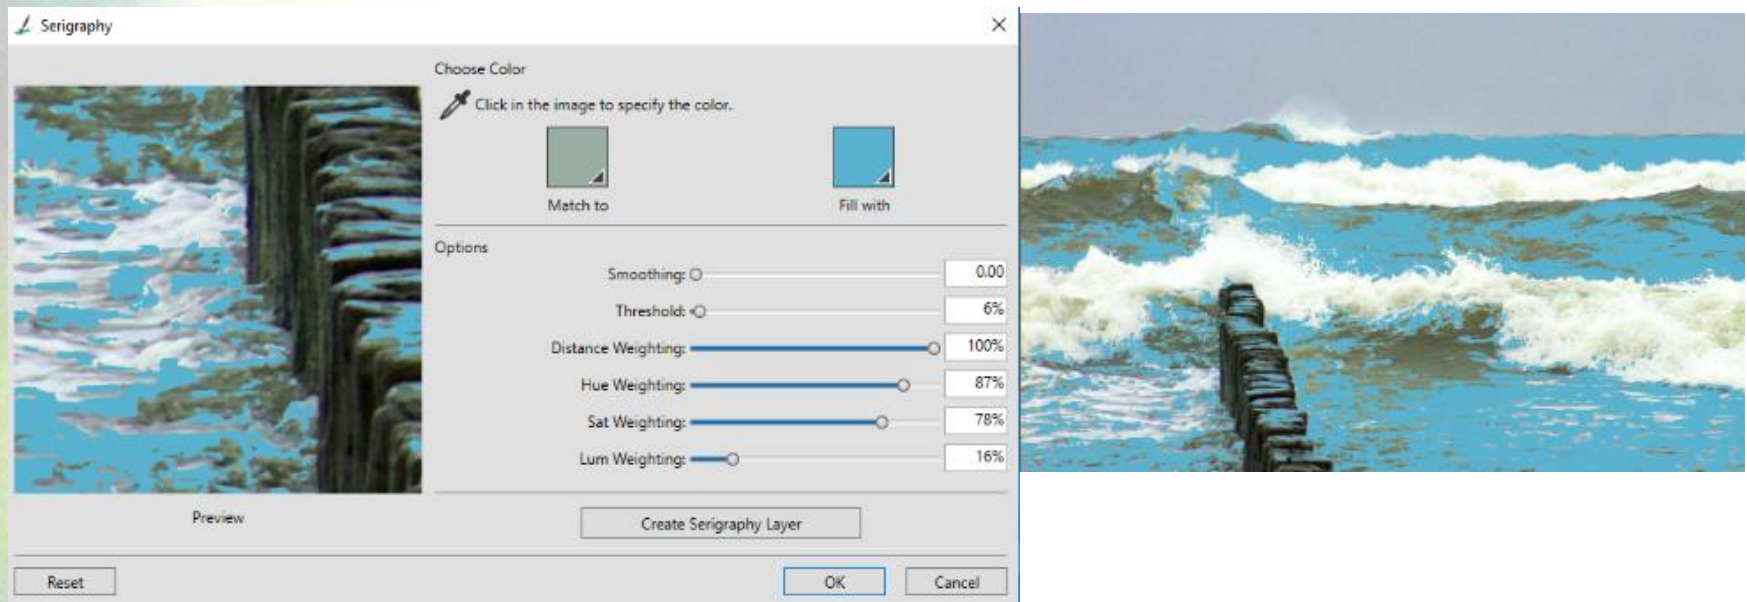 Serigraphy
Choose Color
Click in the image to specify the color.
Match to
Fill with
Options
Smoothing: 0.00
Threshold: 6%
Distance Weighting: 100%
Hue Weighting: 87%
Sat Weighting: 78%
Lum Weighting: 16%
Preview
Create Serigraphy Layer
Reset
OK
Cancel